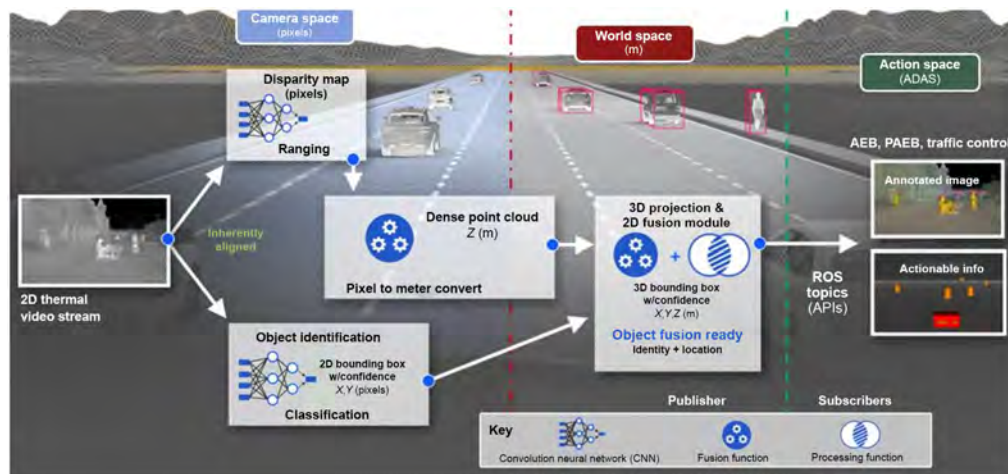 Camera space
(pixels)
World space
(m)
Action space
(ADAS)
Disparity map
(pixels)
Ranging
AEB, PAEB, traffic control
Annotated image
Inherently
aligned
2D thermal
video stream
Dense point cloud
Z (m)
Pixel to meter convert
3D projection &
2D fusion module
+
3D bounding box
w/confidence
X,Y,Z (m)
Object fusion ready
identity + location
ROS
topics
(APIs)
Actionable info
Object identification
2D bounding box
w/confidence
X,Y (pixels)
Classification
Publisher
Subscribers
Key
Convolution neural network (CNN)
Fusion function
Processing function